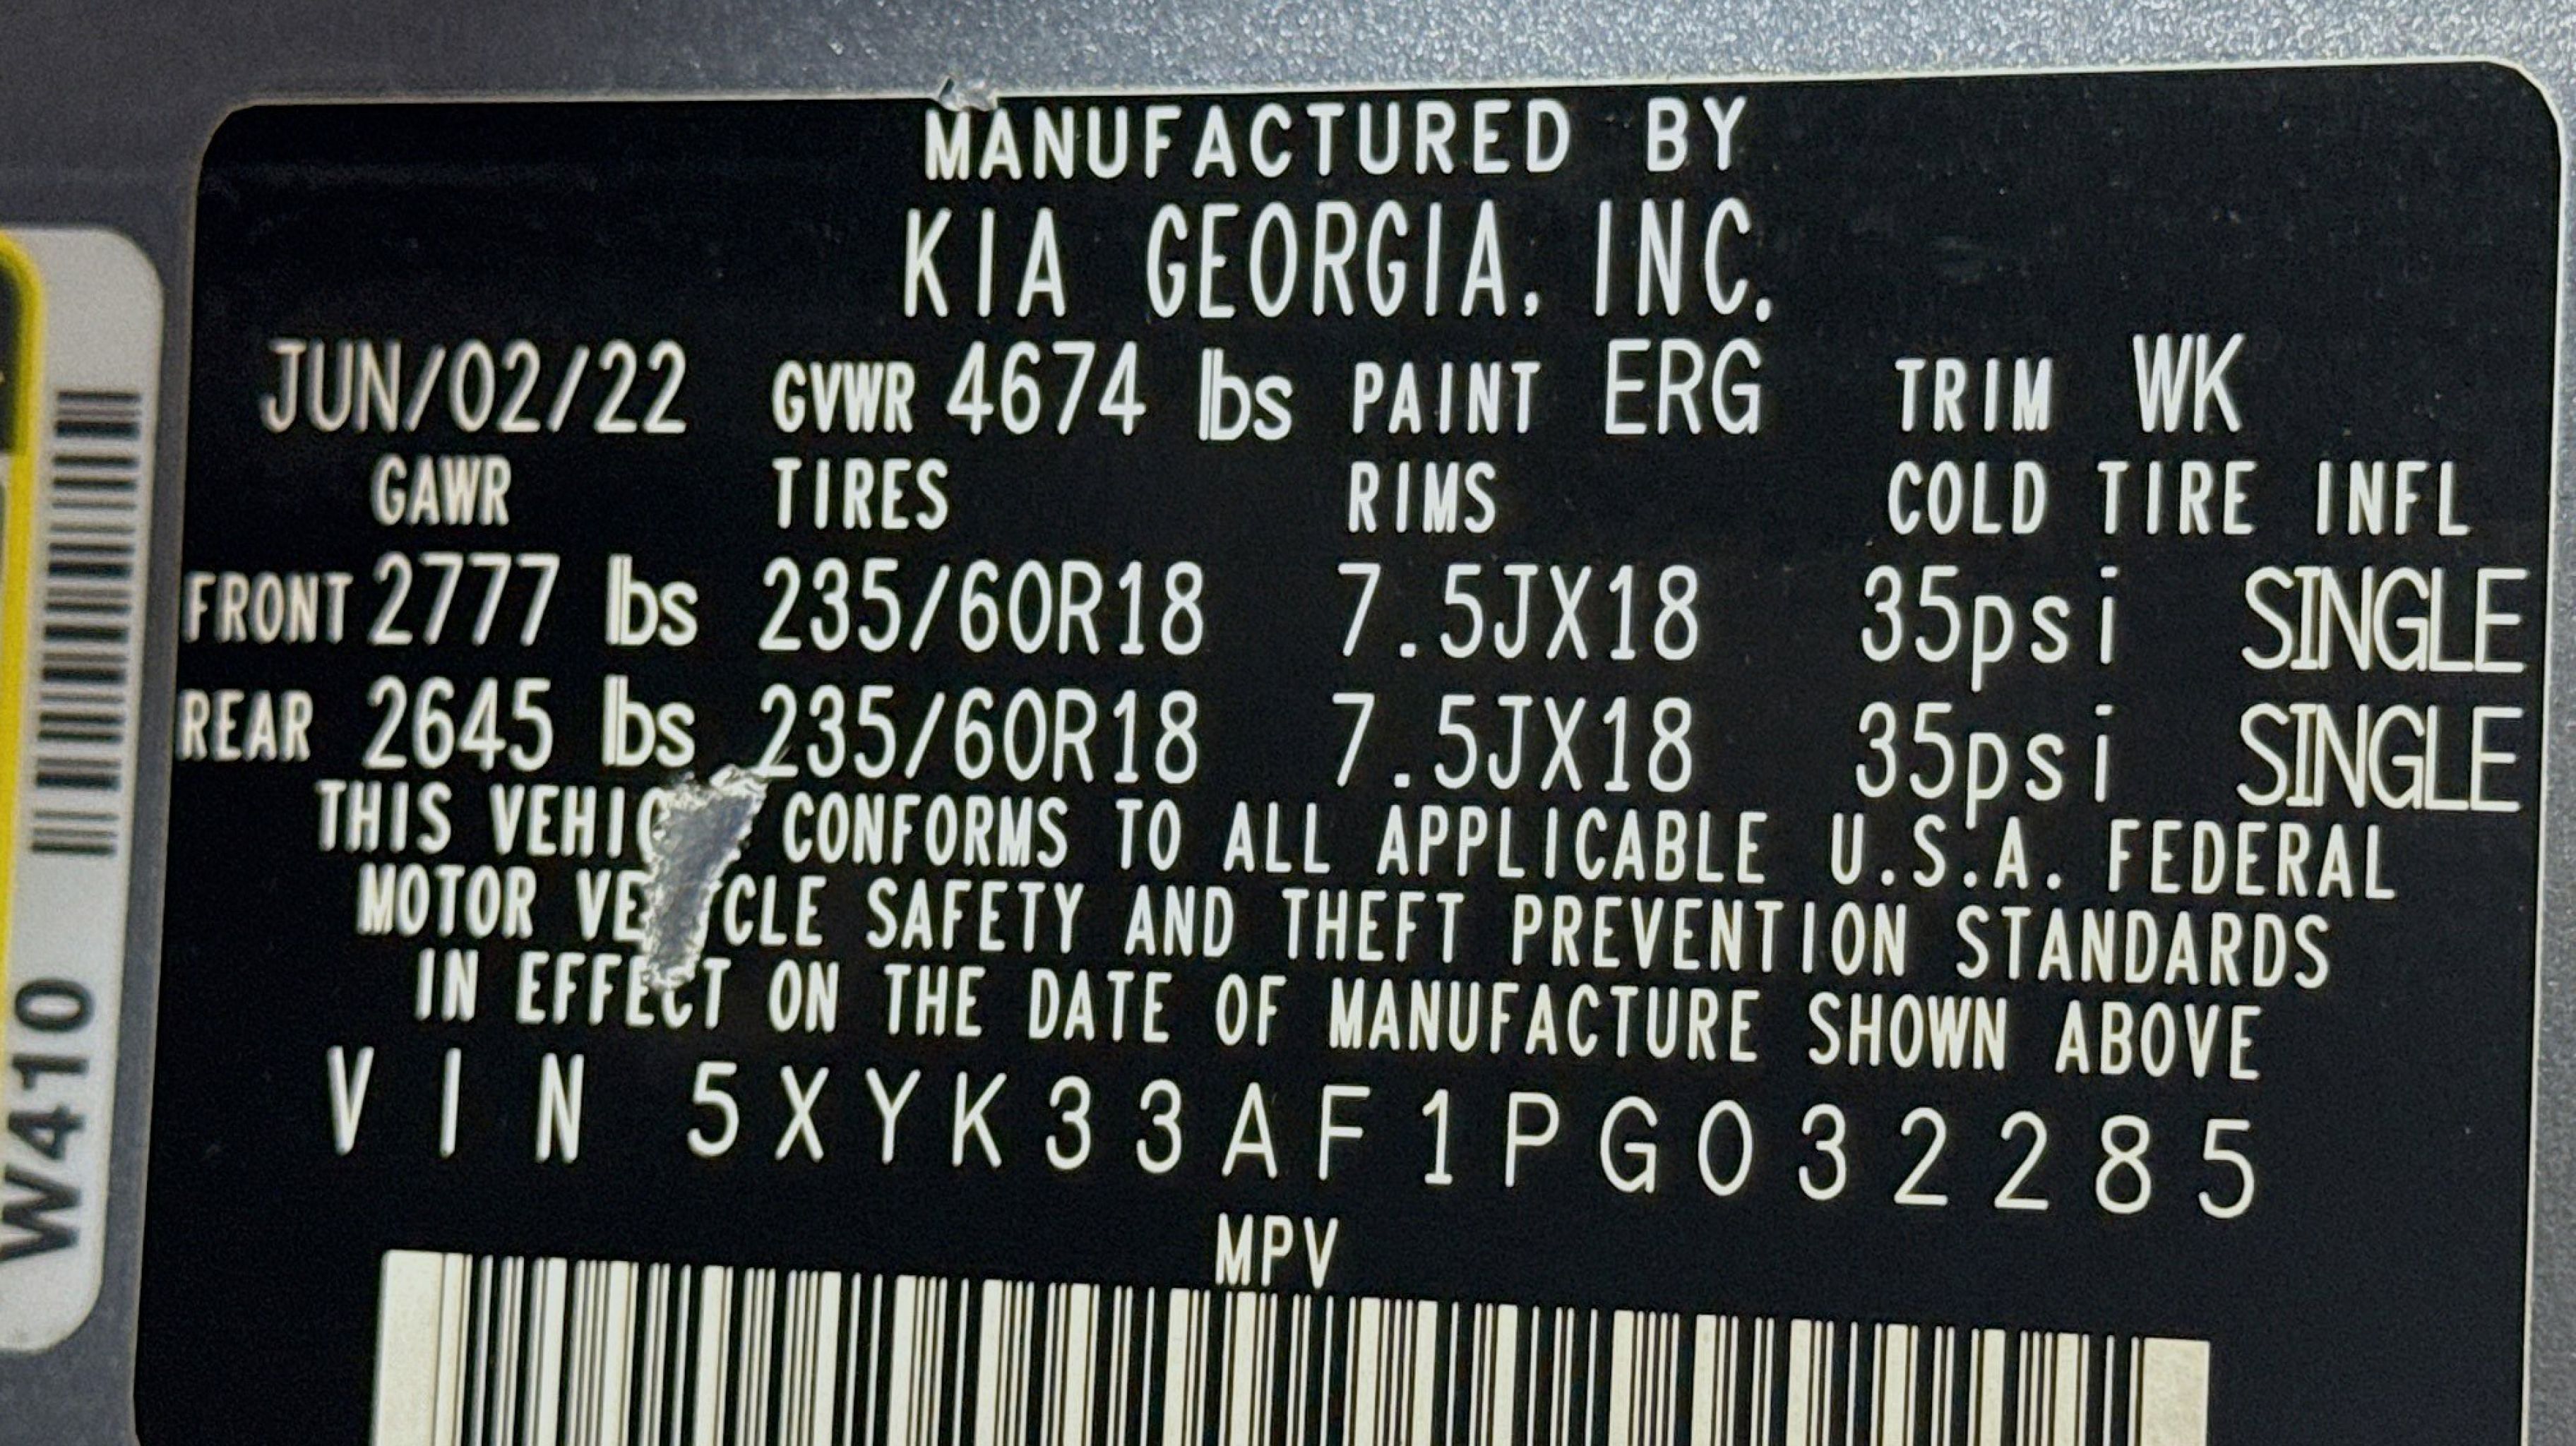 MANUFACTURED BY
KIA GEORGIA, INC.
JUN/02/22 GVWR 4674 lbs PAINT ERG TRIM WK
GAWR TIRES RIMS COLD TIRE INFL
FRONT 2777 lbs 235/60R18 7.5JX18 35psi SINGLE
REAR 2645 lbs 235/60R18 7.5JX18 35psi SINGLE
THIS CONFORMS TO ALL APPLICABLE U.S.A. FEDERAL
MOTOR SAFETY AND THEFT PREVENTION STANDARDS
IN EFFECT ON THE DATE OF MANUFACTURE SHOWN ABOVE
VIN 5XYK33AF1PG032285
MPV
W410